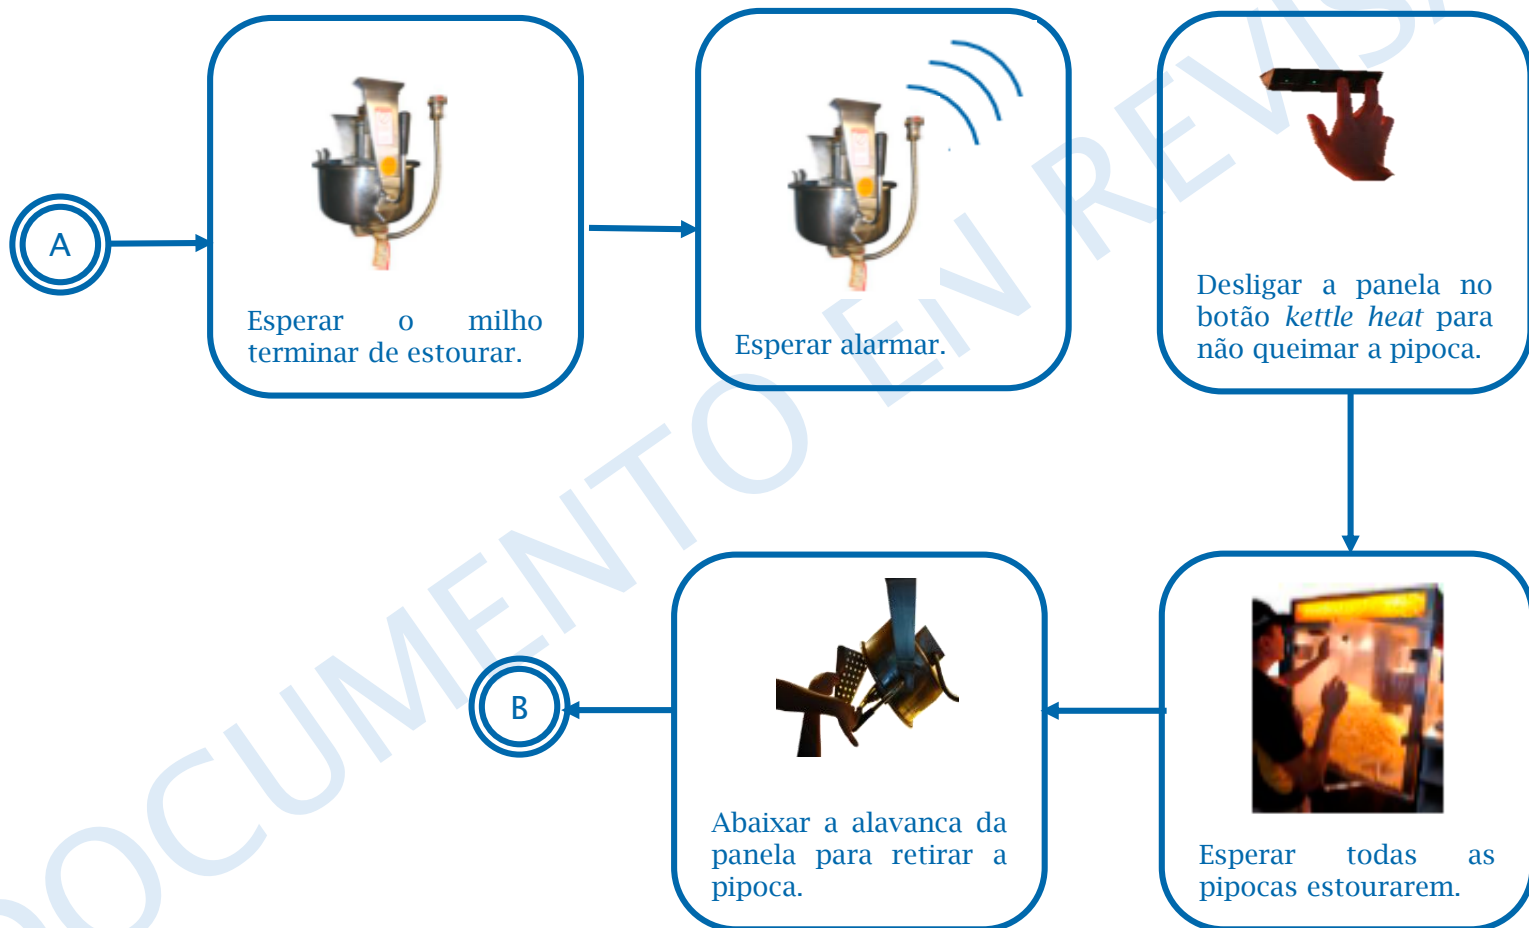 A
Esperar o milho
terminar de estourar.
Esperar alarmar.
Desligar a panela no
botão kettle heat para
não queimar a pipoca.
Esperar todas as
pipocas estourarem.
Abaixar a alavanca da
panela para retirar a
pipoca.
B
DOCUMENTO EN REVISA